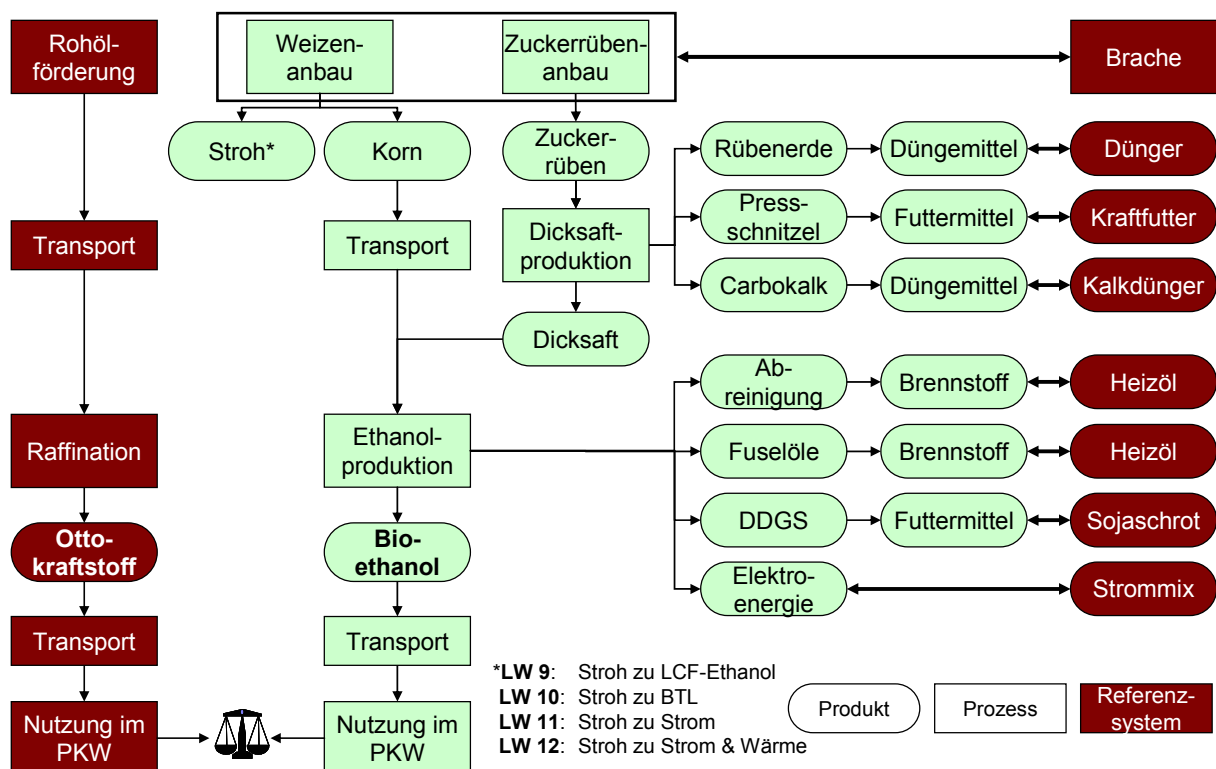 Rohöl-
förderung
Weizen-
anbau
Zuckerrüben-
anbau
Brache
Stroh*
Korn
Zucker-
rüben
Rübenerde
Düngemittel
Dünger
Transport
Transport
Dicksaft-
produktion
Press-
schnitzel
Futtermittel
Kraftfutter
Carbokalk
Düngemittel
Kalkdünger
Dicksaft
Raffination
Ethanol-
produktion
Ab-
reinigung
Brennstoff
Heizöl
Fuselöle
Brennstoff
Heizöl
Otto-
kraftstoff
Bio-
ethanol
DDGS
Futtermittel
Sojaschrot
Elektro-
energie
Strommix
Transport
Transport
Nutzung im
PKW
Nutzung im
PKW
*LW 9: Stroh zu LCF-Ethanol
LW 10: Stroh zu BTL
LW 11: Stroh zu Strom
LW 12: Stroh zu Strom & Wärme
Produkt
Prozess
Referenz-
system